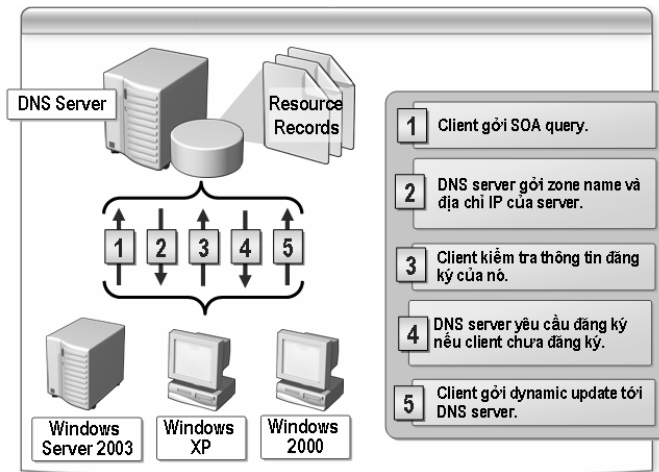 DNS Server
Resource
Records
1
2
3
4
5
Windows
Server 2003
Windows
XP
Windows
2000
1 Client gởi SOA query.
2 DNS server gởi zone name và
địa chỉ IP của server.
3 Client kiểm tra thông tin đăng
ký của nó.
4 DNS server yêu cầu đăng ký
nếu client chưa đăng ký.
5 Client gởi dynamic update tới
DNS server.